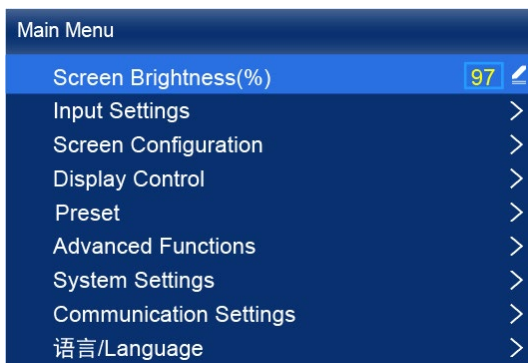 Main Menu
Screen Brightness(%) 97
Input Settings
Screen Configuration
Display Control
Preset
Advanced Functions
System Settings
Communication Settings
语言/Language